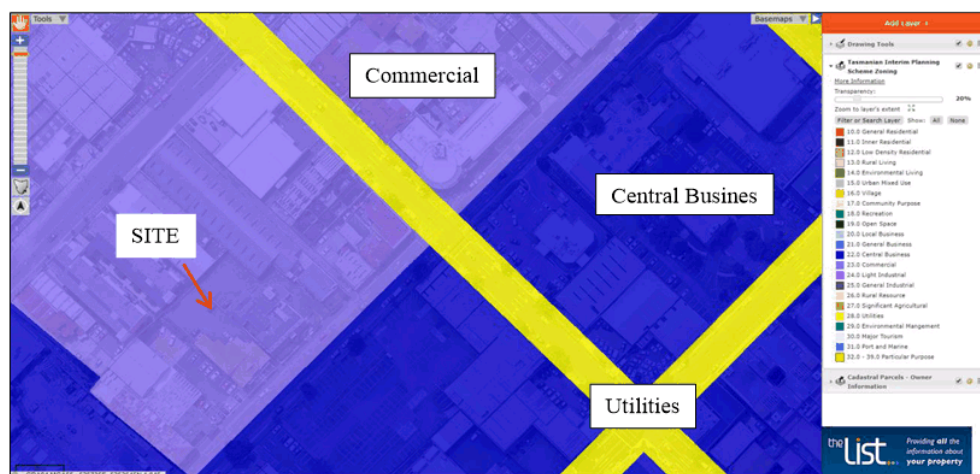 Tools
Basemaps
Add Layer +
Commercial
Drawing Tools
Tasmanian Interim Planning
Scheme Zoning
More Information
Transparency:
20%
Zoom to layer's extent
Filter or Search Layer Show: All None
10.0 General Residential
11.0 Inner Residential
12.0 Low Density Residential
13.0 Rural Living
14.0 Environmental Living
15.0 Urban Mixed Use
16.0 Village
17.0 Community Purpose
18.0 Recreation
19.0 Open Space
20.0 Local Business
21.0 General Business
22.0 Central Business
23.0 Commercial
24.0 Light Industrial
25.0 General Industrial
26.0 Rural Resource
27.0 Significant Agricultural
28.0 Utilities
29.0 Environmental Mangement
30.0 Major Tourism
31.0 Port and Marine
32.0 - 39.0 Particular Purpose
Cadastral Parcels - Owner
Information
Central Busines
SITE
Utilities
the List
Providing all the
information about
your property